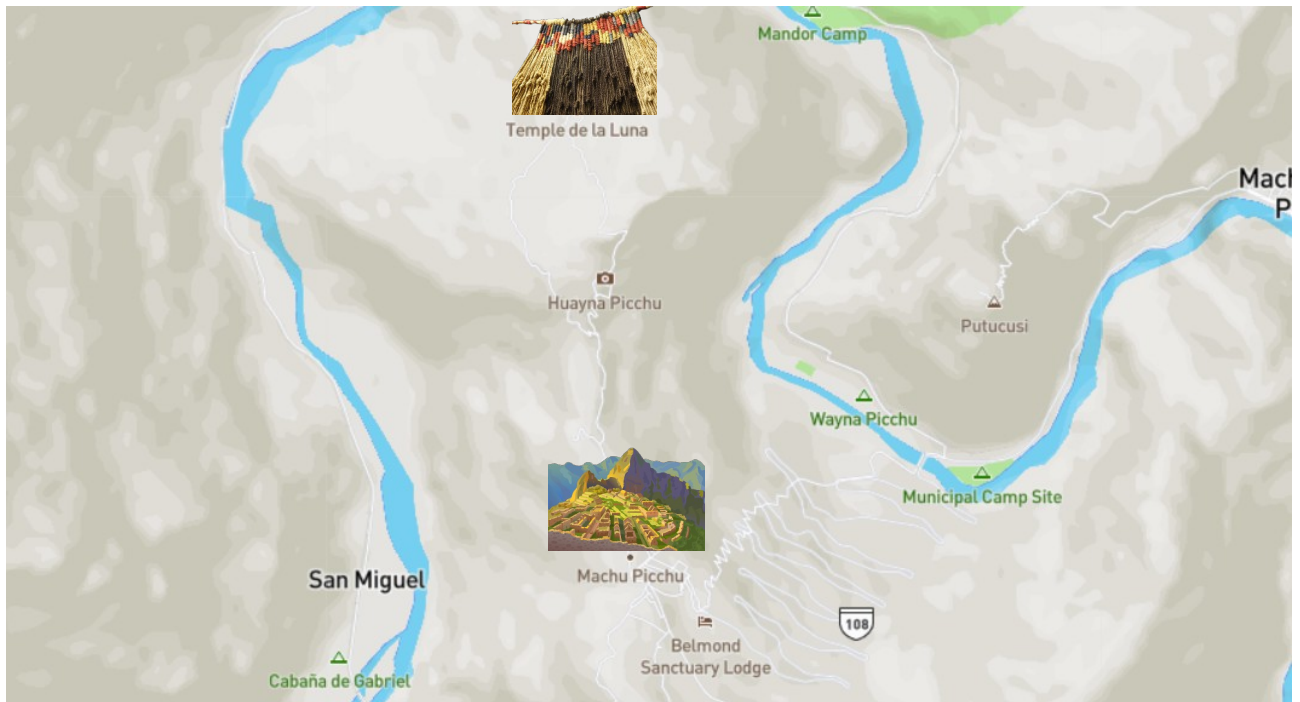 Mandor Camp
Temple de la Luna
Mach
P
Huayna Picchu
Putucusi
Wayna Picchu
Municipal Camp Site
Machu Picchu
San Miguel
108
Belmond
Sanctuary Lodge
Cabaña de Gabriel